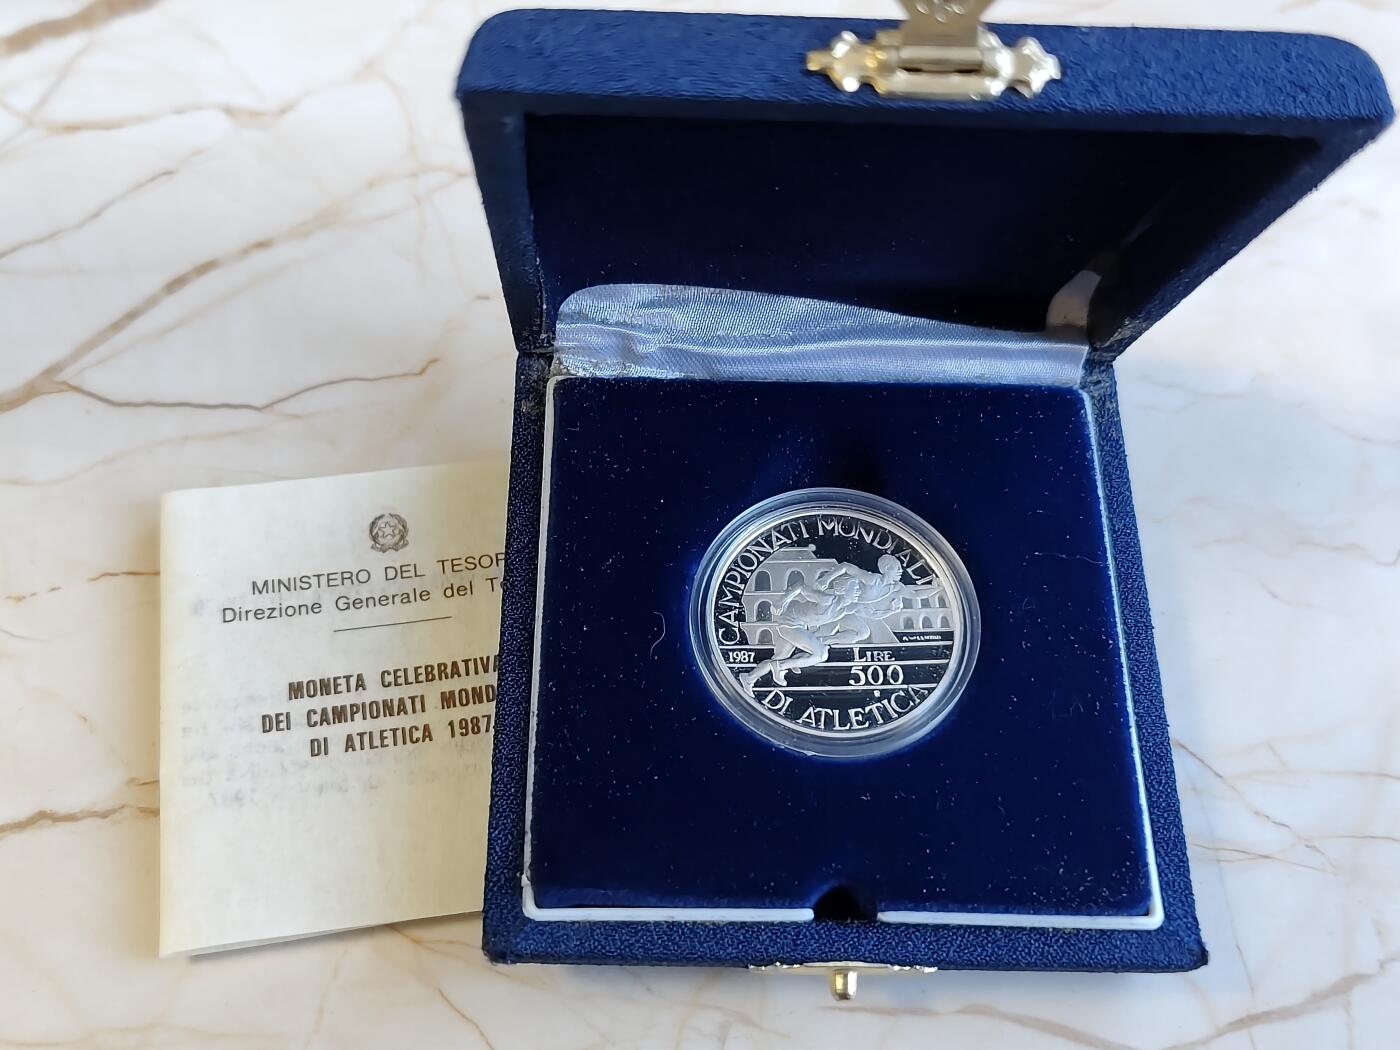 MINISTERO DEL TESOR
Direzione Generale del T
MONETA CELEBRATIVA
DEI CAMPIONATI MOND
DI ATLETICA 1987
CAMPIONATI MONDIALI
1987
LIRE
500
DI ATLETICA